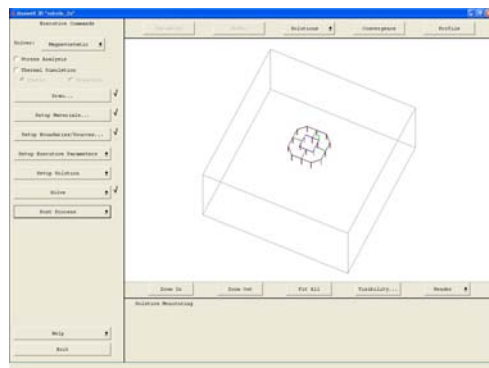 Executive Commands
Solver: Magnetostatic
Stress Analysis
Thermal Simulation
Draw...
Setup Materials...
Setup Boundaries/Sources...
Setup Executive Parameters
Setup Solution
Solve
Post Process
Help
Exit
Solutions
Convergence
Profile
Zoom In
Zoom Out
Fit All
Visibility...
Render
Solution Monitoring